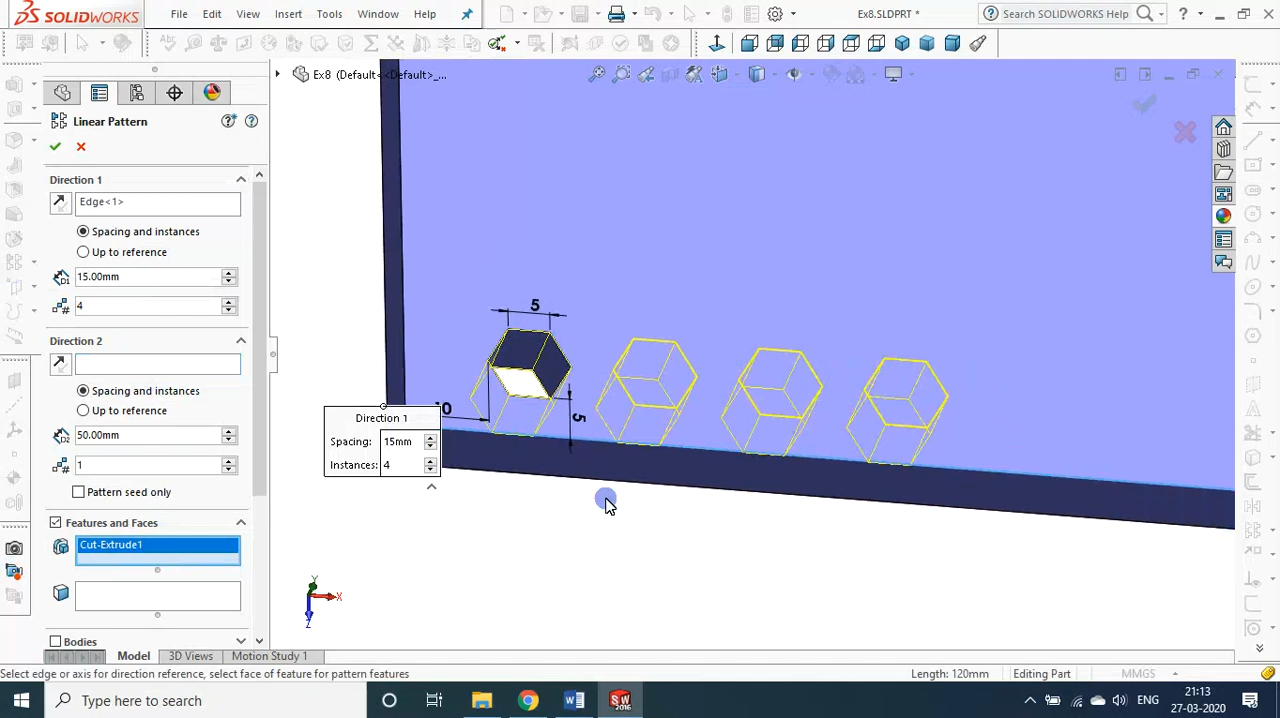 SOLIDWORKS File Edit View Insert Tools Simulation Window Help Ex8.SLDPRT * Search SOLIDWORKS Help ?
Ex8 (Default<<Default>_...
Linear Pattern
Direction 1
Edge<1>
Spacing and instances
Up to reference
15.00mm
4
Direction 2
Spacing and instances
Up to reference
50.00mm
1
Pattern seed only
Features and Faces
Cut-Extrude1
Bodies
5
10
5
Direction 1
Spacing: 15mm
Instances: 4
Y
X
Z
Model 3D Views Motion Study 1
Select edge or axis for direction reference, select face of feature for pattern features Length: 120mm Editing Part MMGS
Type here to search ENG 21:13
27-03-2020